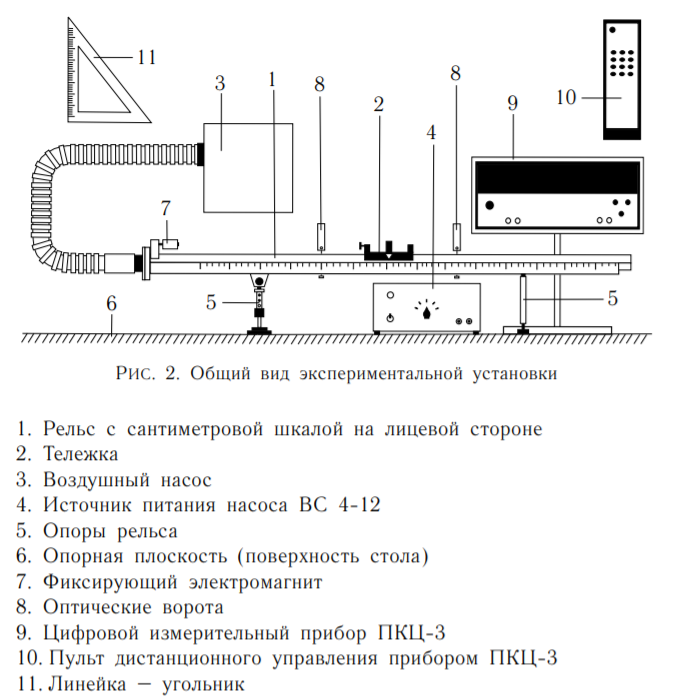 11
3
1
8
2
8
4
9
10
7
5
6
5
Рис. 2. Общий вид экспериментальной установки
1. Рельс с сантиметровой шкалой на лицевой стороне
2. Тележка
3. Воздушный насос
4. Источник питания насоса ВС 4-12
5. Опоры рельса
6. Опорная плоскость (поверхность стола)
7. Фиксирующий электромагнит
8. Оптические ворота
9. Цифровой измерительный прибор ПКЦ-3
10. Пульт дистанционного управления прибором ПКЦ-3
11. Линейка — угольник